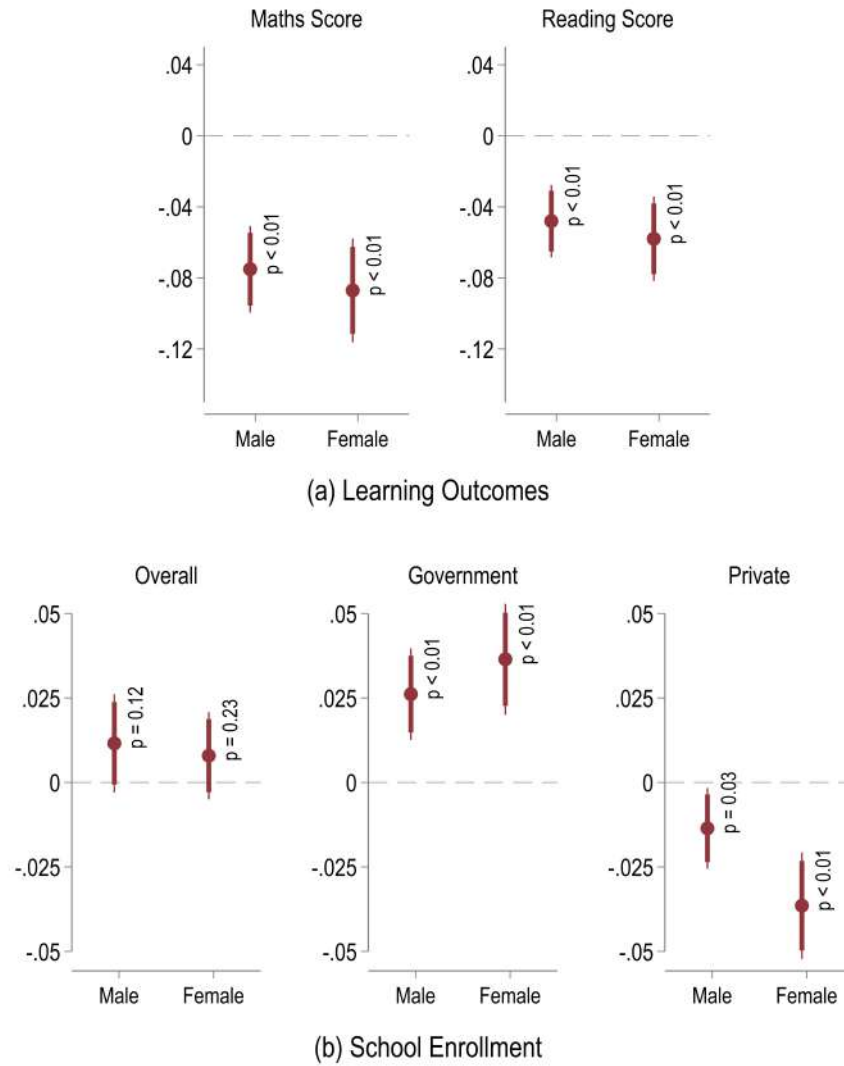 Maths Score
Reading Score
.04
0
-.04
-.08
-.12
p < 0.01
p < 0.01
Male
Female
.04
0
-.04
-.08
-.12
p < 0.01
p < 0.01
Male
Female
(a) Learning Outcomes
Overall
Government
Private
.05
.025
0
-.025
-.05
p = 0.12
p = 0.23
Male
Female
.05
.025
0
-.025
-.05
p < 0.01
p < 0.01
Male
Female
.05
.025
0
-.025
-.05
p = 0.03
p < 0.01
Male
Female
(b) School Enrollment